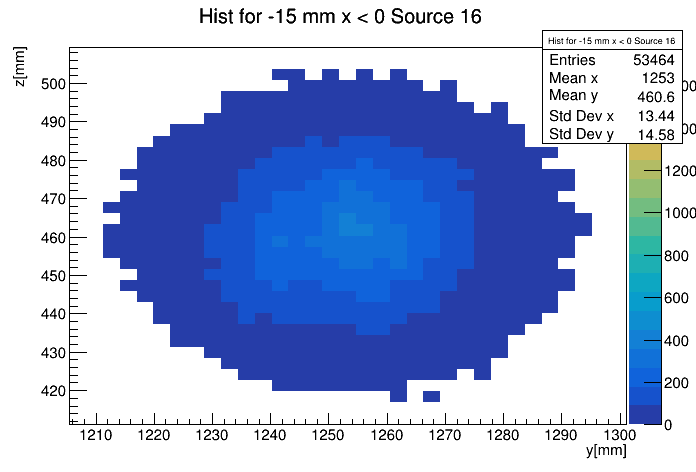 Hist for -15 mm x < 0 Source 16
z[mm]
Hist for -15 mm x < 0 Source 16
Entries 53464
Mean x 1253
Mean y 460.6
Std Dev x 13.44
Std Dev y 14.58
500
490
480
470
460
450
440
430
420
1200
1000
800
600
400
200
0
1210 1220 1230 1240 1250 1260 1270 1280 1290 1300
y[mm]